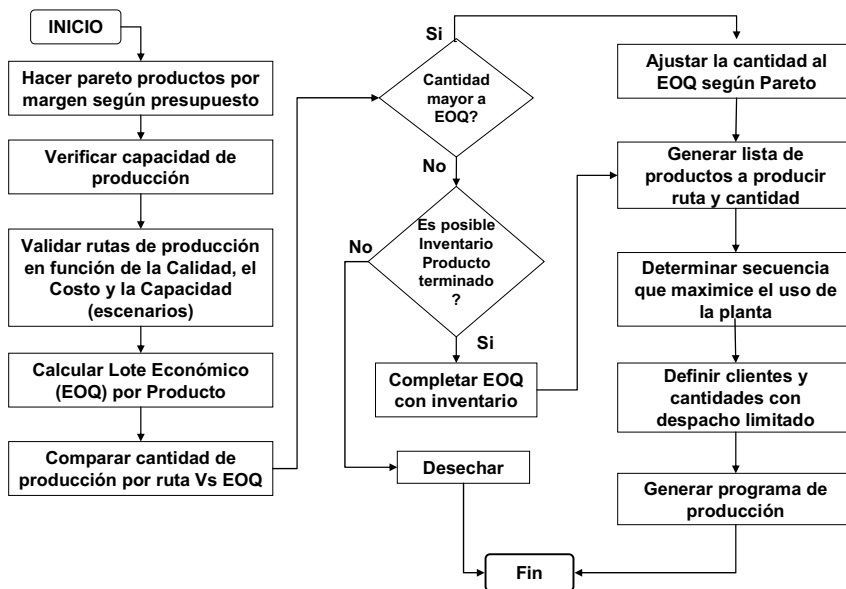 INICIO
Hacer pareto productos por
margen según presupuesto
Verificar capacidad de
producción
Validar rutas de producción
en función de la Calidad, el
Costo y la Capacidad
(escenarios)
Calcular Lote Económico
(EOQ) por Producto
Comparar cantidad de
producción por ruta Vs EOQ
Si
Cantidad
mayor a
EOQ?
No
Es posible
Inventario
Producto
terminado
?
No
Si
Completar EOQ
con inventario
Desechar
Ajustar la cantidad al
EOQ según Pareto
Generar lista de
productos a producir
ruta y cantidad
Determinar secuencia
que maximice el uso de
la planta
Definir clientes y
cantidades con
despacho limitado
Generar programa de
producción
Fin